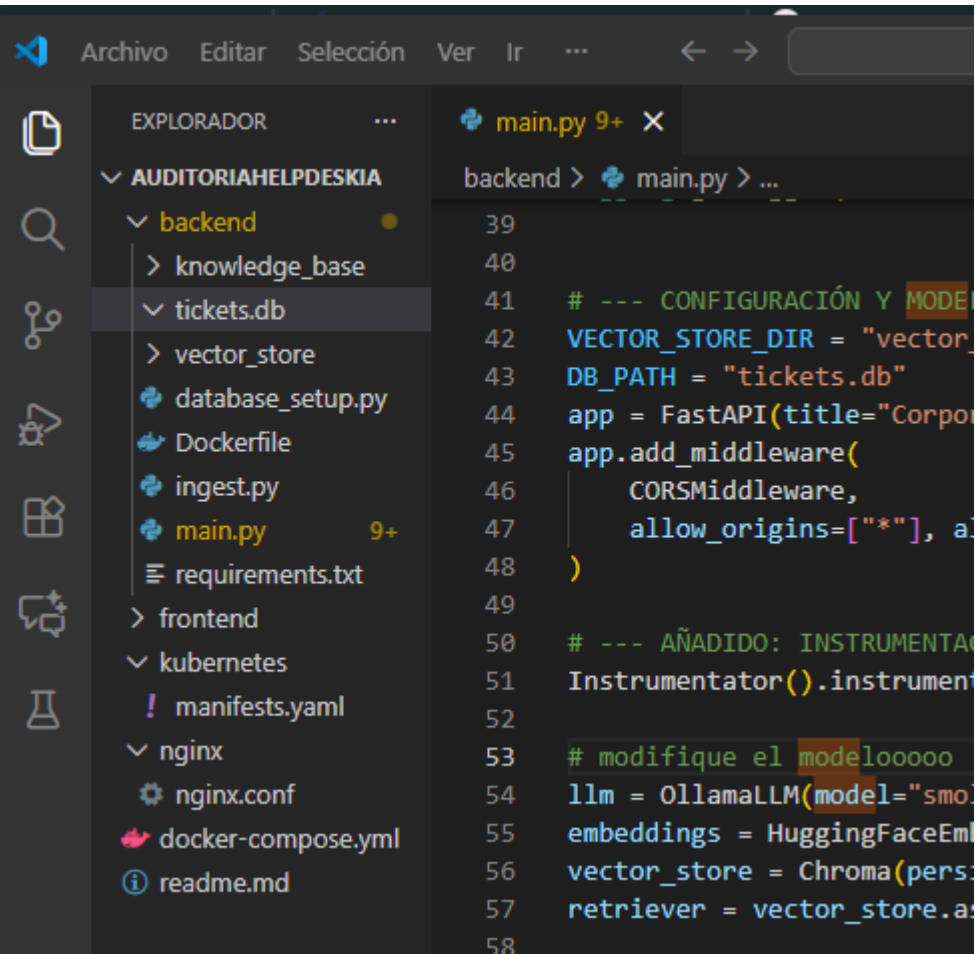 Archivo Editar Selección Ver Ir ··· ← →
EXPLORADOR ···
AUDITORIAHELPDESKIA
backend
knowledge_base
tickets.db
vector_store
database_setup.py
Dockerfile
ingest.py
main.py 9+
requirements.txt
frontend
kubernetes
! manifests.yaml
nginx
nginx.conf
docker-compose.yml
readme.md
main.py 9+ ×
backend > main.py > ...
39
40
41 # --- CONFIGURACIÓN Y MODE
42 VECTOR_STORE_DIR = "vector_
43 DB_PATH = "tickets.db"
44 app = FastAPI(title="Corpor
45 app.add_middleware(
46 CORSMiddleware,
47 allow_origins=["*"], al
48 )
49
50 # --- AÑADIDO: INSTRUMENTAC
51 Instrumentator().instrument
52
53 # modifique el modelooooo
54 llm = OllamaLLM(model="smol
55 embeddings = HuggingFaceEmb
56 vector_store = Chroma(persi
57 retriever = vector_store.as
58